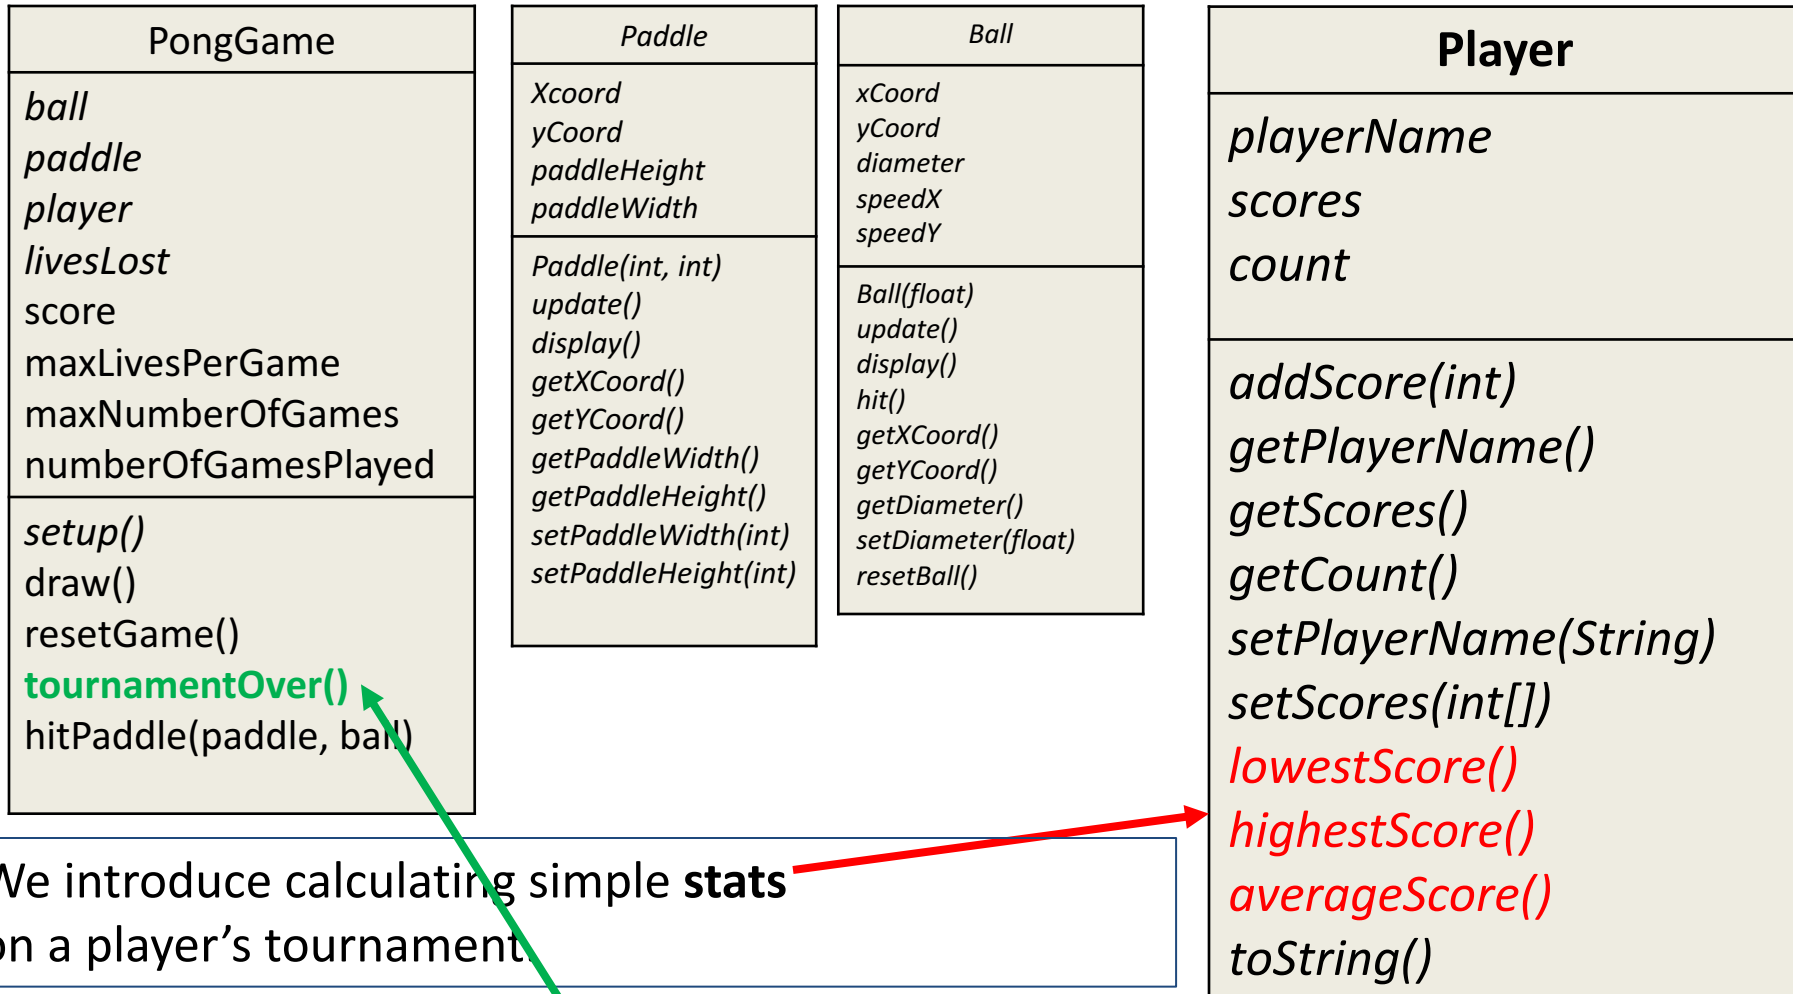 PongGame
ball
paddle
player
livesLost
score
maxLivesPerGame
maxNumberOfGames
numberOfGamesPlayed
setup()
draw()
resetGame()
tournamentOver()
hitPaddle(paddle, ball)
Paddle
Xcoord
yCoord
paddleHeight
paddleWidth
Paddle(int, int)
update()
display()
getXCoord()
getYCoord()
getPaddleWidth()
getPaddleHeight()
setPaddleWidth(int)
setPaddleHeight(int)
Ball
xCoord
yCoord
diameter
speedX
speedY
Ball(float)
update()
display()
hit()
getXCoord()
getYCoord()
getDiameter()
setDiameter(float)
resetBall()
Player
playerName
scores
count
addScore(int)
getPlayerName()
getScores()
getCount()
setPlayerName(String)
setScores(int[])
lowestScore()
highestScore()
averageScore()
toString()
We introduce calculating simple stats
on a player’s tournament.